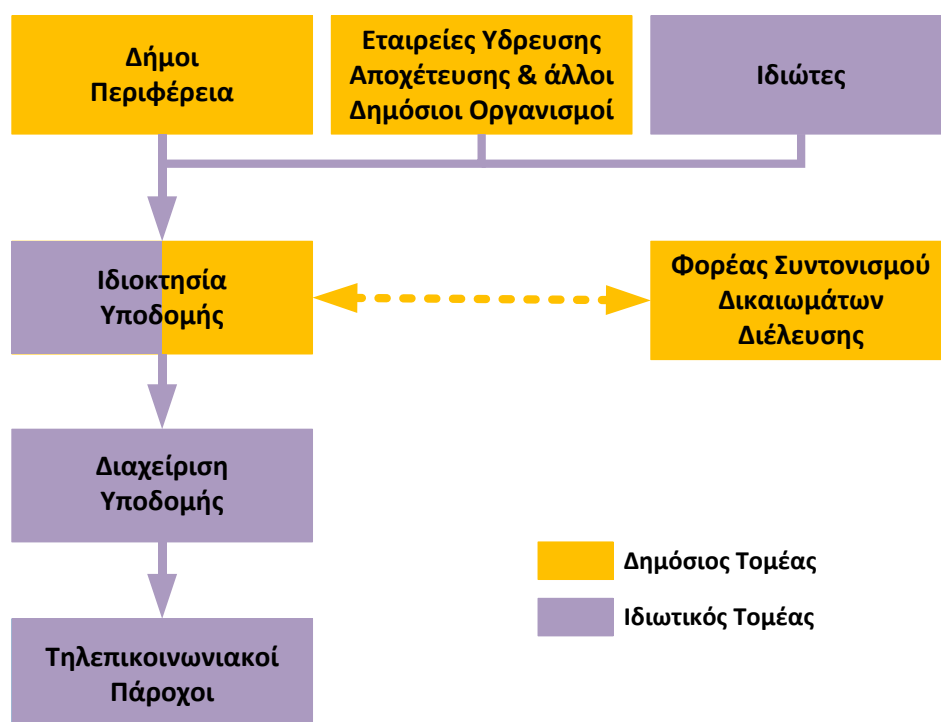 Δήμοι
Περιφέρεια
Εταιρείες Υδρευσης
Αποχέτευσης & άλλοι
Δημόσιοι Οργανισμοί
Ιδιώτες
Ιδιοκτησία
Υποδομής
Φορέας Συντονισμού
Δικαιωμάτων
Διέλευσης
Διαχείριση
Υποδομής
Δημόσιος Τομέας
Ιδιωτικός Τομέας
Τηλεπικοινωνιακοί
Πάροχοι